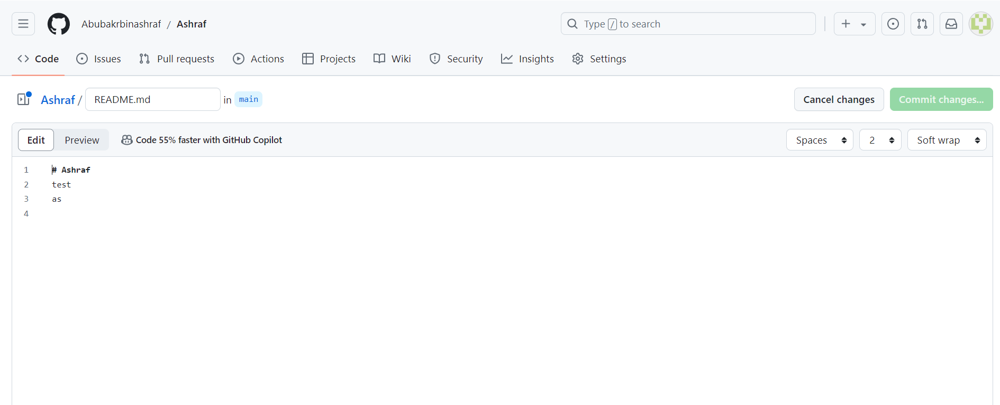 Abubakrbinashraf / Ashraf Type / to search
Code Issues Pull requests Actions Projects Wiki Security Insights Settings
Ashraf / README.md in main Cancel changes Commit changes...
Edit Preview Code 55% faster with GitHub Copilot Spaces 2 Soft wrap
1 # Ashraf
2 test
3 as
4